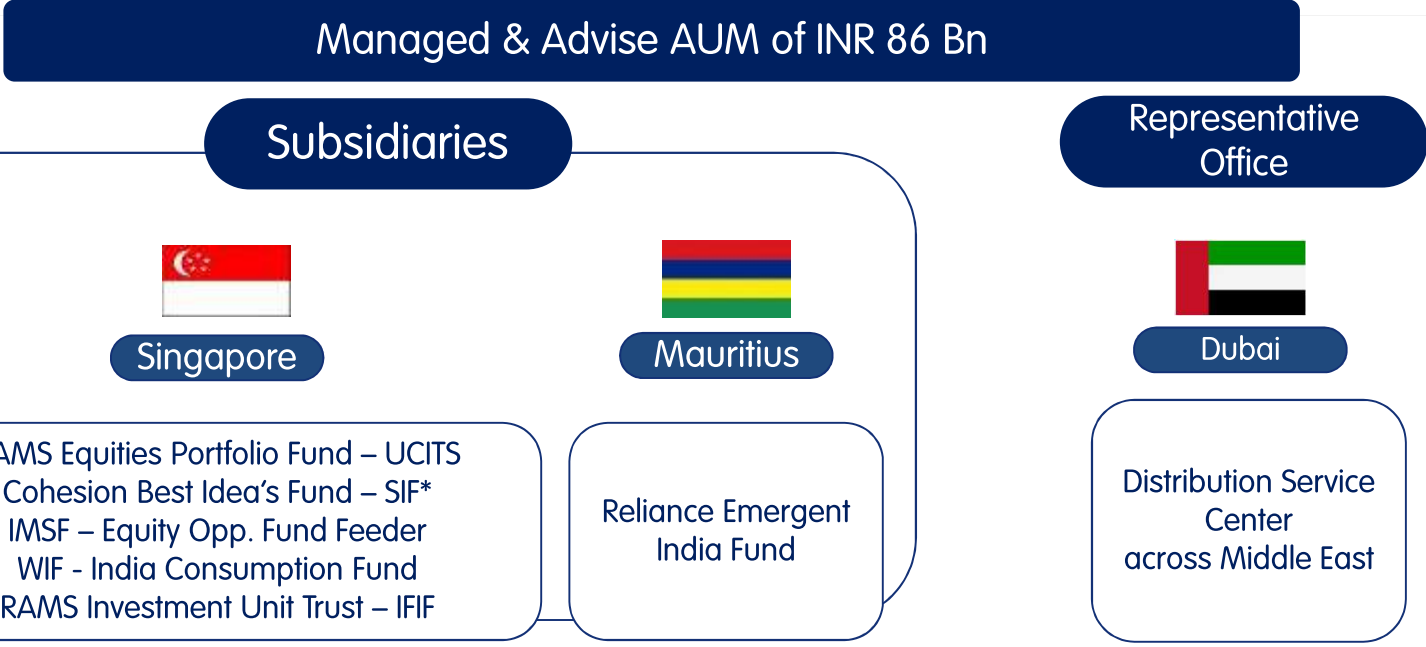 Managed & Advise AUM of INR 86 Bn
Subsidiaries
Representative
Office
Singapore
Mauritius
Dubai
Equities Portfolio Fund – UCITS
Cohesion Best Idea's Fund – SIF*
IMSF – Equity Opp. Fund Feeder
WIF - India Consumption Fund
RAMS Investment Unit Trust – IFIF
Reliance Emergent
India Fund
Distribution Service
Center
across Middle East